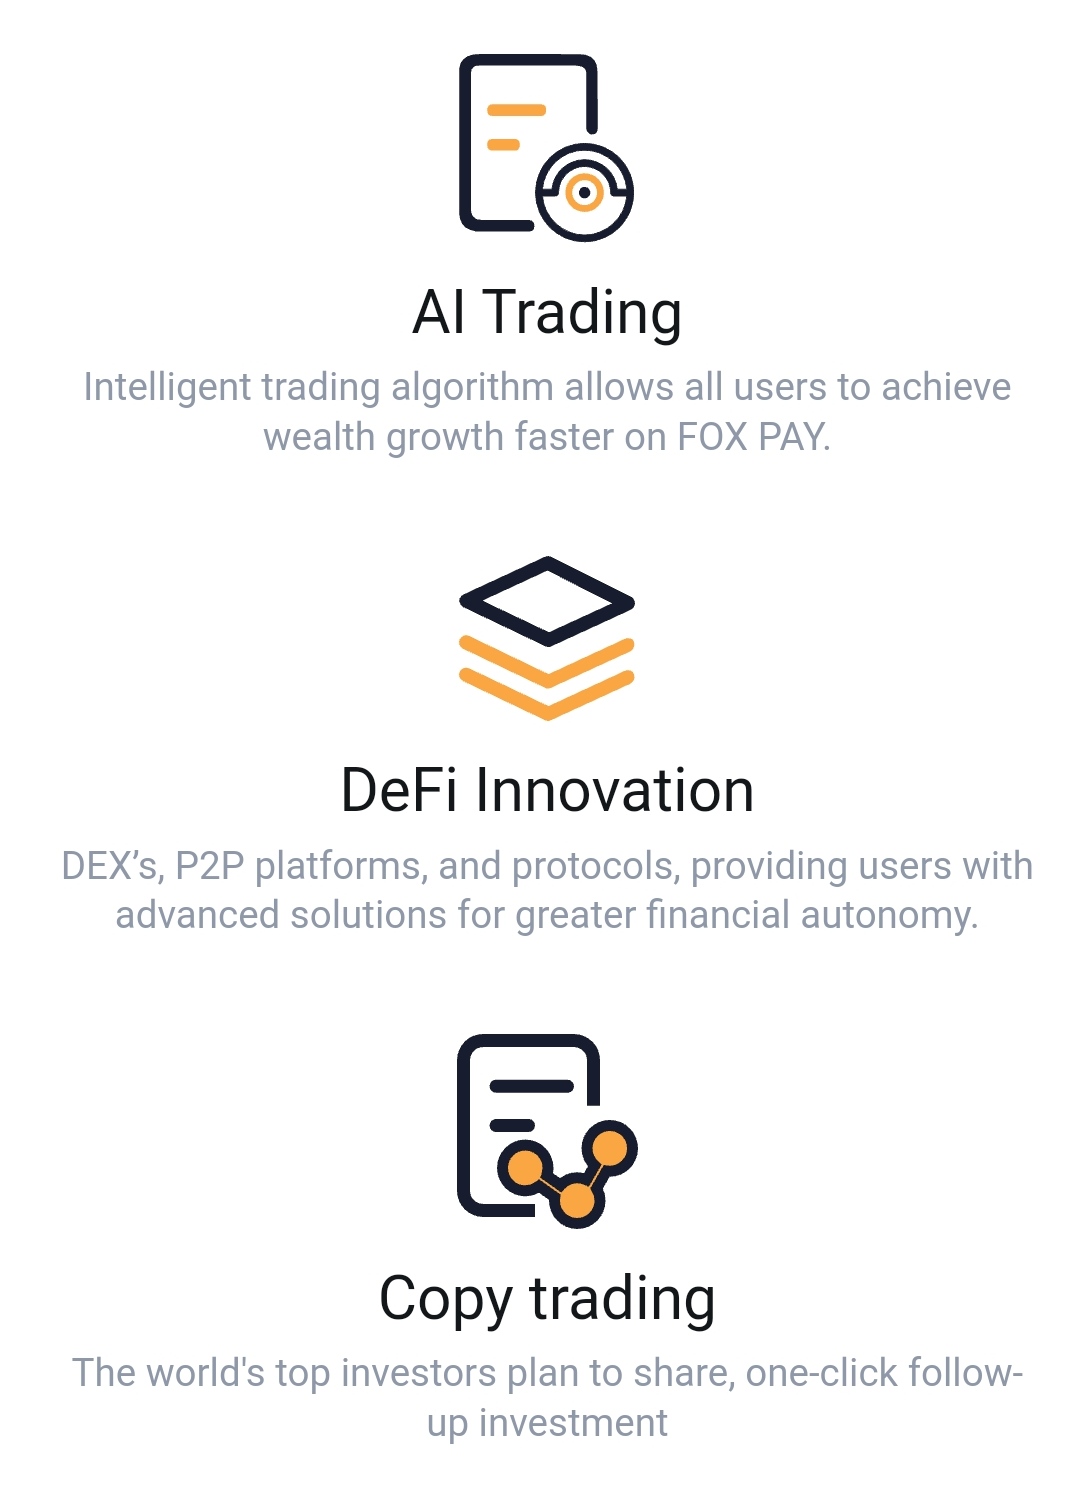 AI Trading
Intelligent trading algorithm allows all users to achieve
wealth growth faster on FOX PAY.
DeFi Innovation
DEX’s, P2P platforms, and protocols, providing users with
advanced solutions for greater financial autonomy.
Copy trading
The world's top investors plan to share, one-click follow-
up investment